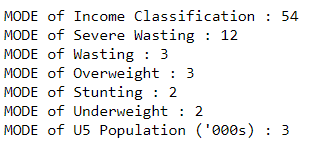 MODE of Income Classification : 54
MODE of Severe Wasting : 12
MODE of Wasting : 3
MODE of Overweight : 3
MODE of Stunting : 2
MODE of Underweight : 2
MODE of U5 Population ('000s) : 3